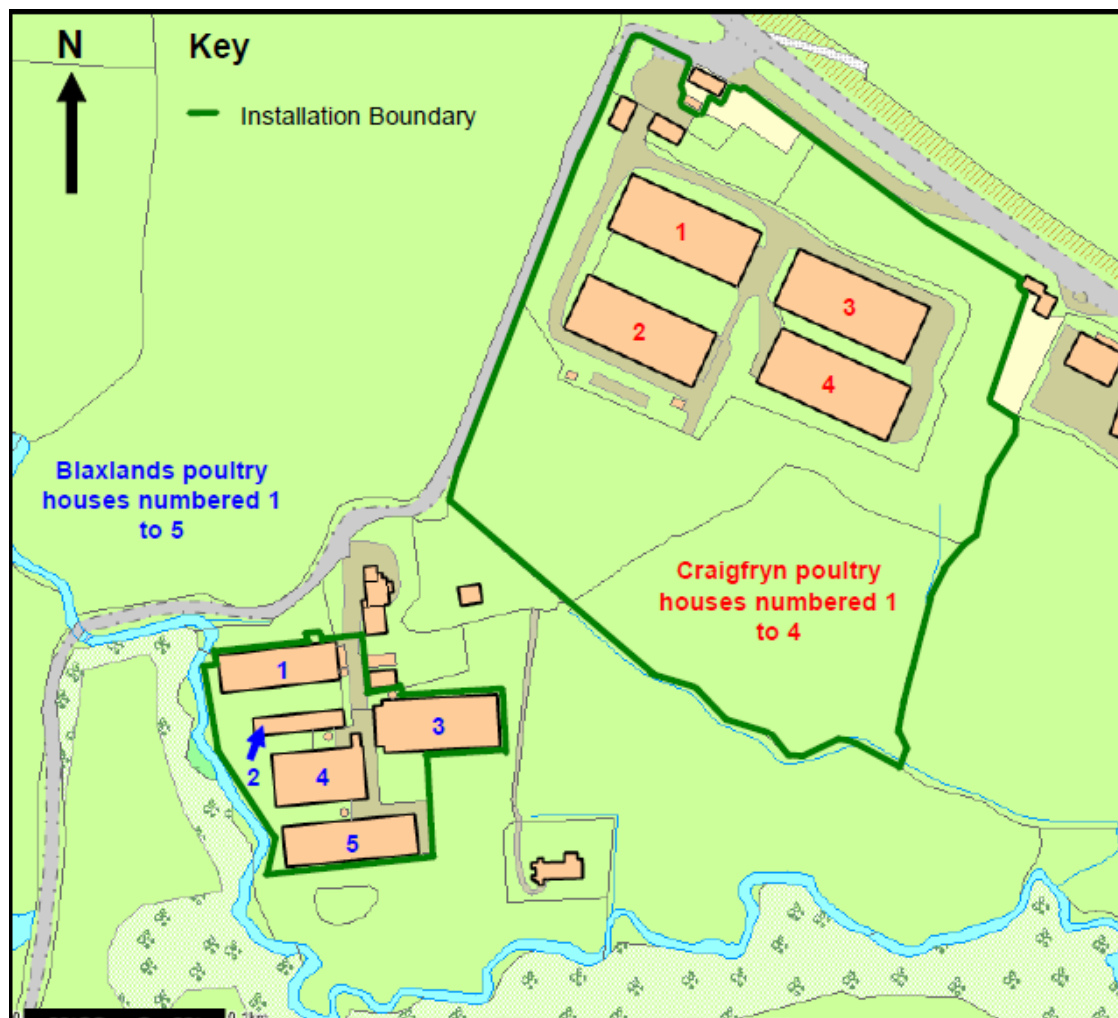 N
Key
Installation Boundary
1
3
2
4
Blaxlands poultry
houses numbered 1
to 5
Craigfryn poultry
houses numbered 1
to 4
1
3
2
4
5